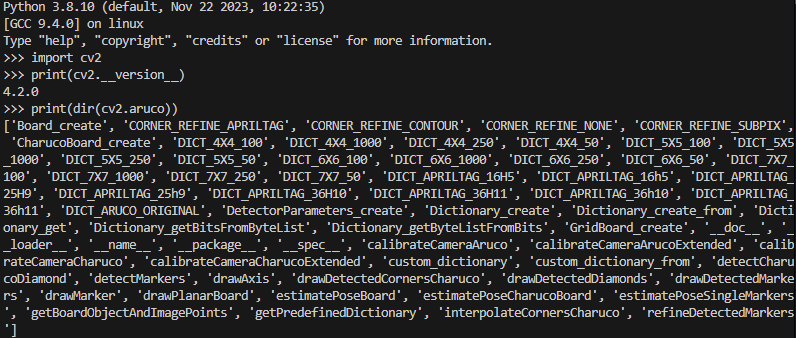 Python 3.8.10 (default, Nov 22 2023, 10:22:35)
[GCC 9.4.0] on linux
Type "help", "copyright", "credits" or "license" for more information.
>>> import cv2
>>> print(cv2.__version__)
4.2.0
>>> print(dir(cv2.aruco))
['Board_create', 'CORNER_REFINE_APRILTAG', 'CORNER_REFINE_CONTOUR', 'CORNER_REFINE_NONE', 'CORNER_REFINE_SUBPIX',
 'CharucoBoard_create', 'DICT_4X4_100', 'DICT_4X4_1000', 'DICT_4X4_250', 'DICT_4X4_50', 'DICT_5X5_100', 'DICT_5X5
_1000', 'DICT_5X5_250', 'DICT_5X5_50', 'DICT_6X6_100', 'DICT_6X6_1000', 'DICT_6X6_250', 'DICT_6X6_50', 'DICT_7X7_
100', 'DICT_7X7_1000', 'DICT_7X7_250', 'DICT_7X7_50', 'DICT_APRILTAG_16H5', 'DICT_APRILTAG_16h5', 'DICT_APRILTAG_
25H9', 'DICT_APRILTAG_25h9', 'DICT_APRILTAG_36H10', 'DICT_APRILTAG_36H11', 'DICT_APRILTAG_36h10', 'DICT_APRILTAG_
36h11', 'DICT_ARUCO_ORIGINAL', 'DetectorParameters_create', 'Dictionary_create', 'Dictionary_create_from', 'Dicti
onary_get', 'Dictionary_getBitsFromByteList', 'Dictionary_getByteListFromBits', 'GridBoard_create', '__doc__', '_
_loader__', '__name__', '__package__', '__spec__', 'calibrateCameraAruco', 'calibrateCameraArucoExtended', 'calib
rateCameraCharuco', 'calibrateCameraCharucoExtended', 'custom_dictionary', 'custom_dictionary_from', 'detectCharu
coDiamond', 'detectMarkers', 'drawAxis', 'drawDetectedCornersCharuco', 'drawDetectedDiamonds', 'drawDetectedMarke
rs', 'drawMarker', 'drawPlanarBoard', 'estimatePoseBoard', 'estimatePoseCharucoBoard', 'estimatePoseSingleMarkers
', 'getBoardObjectAndImagePoints', 'getPredefinedDictionary', 'interpolateCornersCharuco', 'refineDetectedMarkers
']